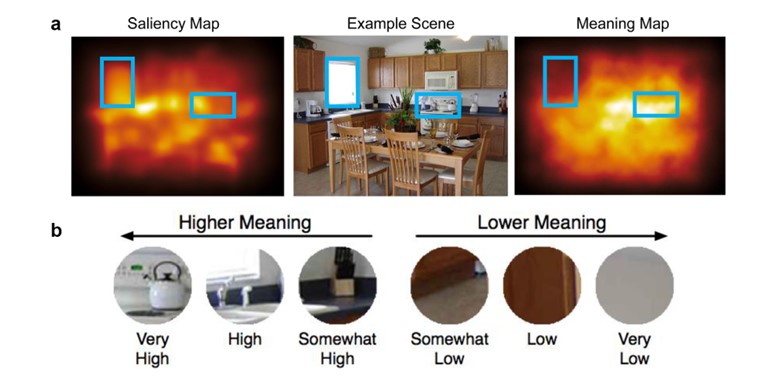 a
Saliency Map
Example Scene
Meaning Map
b
Higher Meaning
Lower Meaning
Very
High
High
Somewhat
High
Somewhat
Low
Low
Very
Low